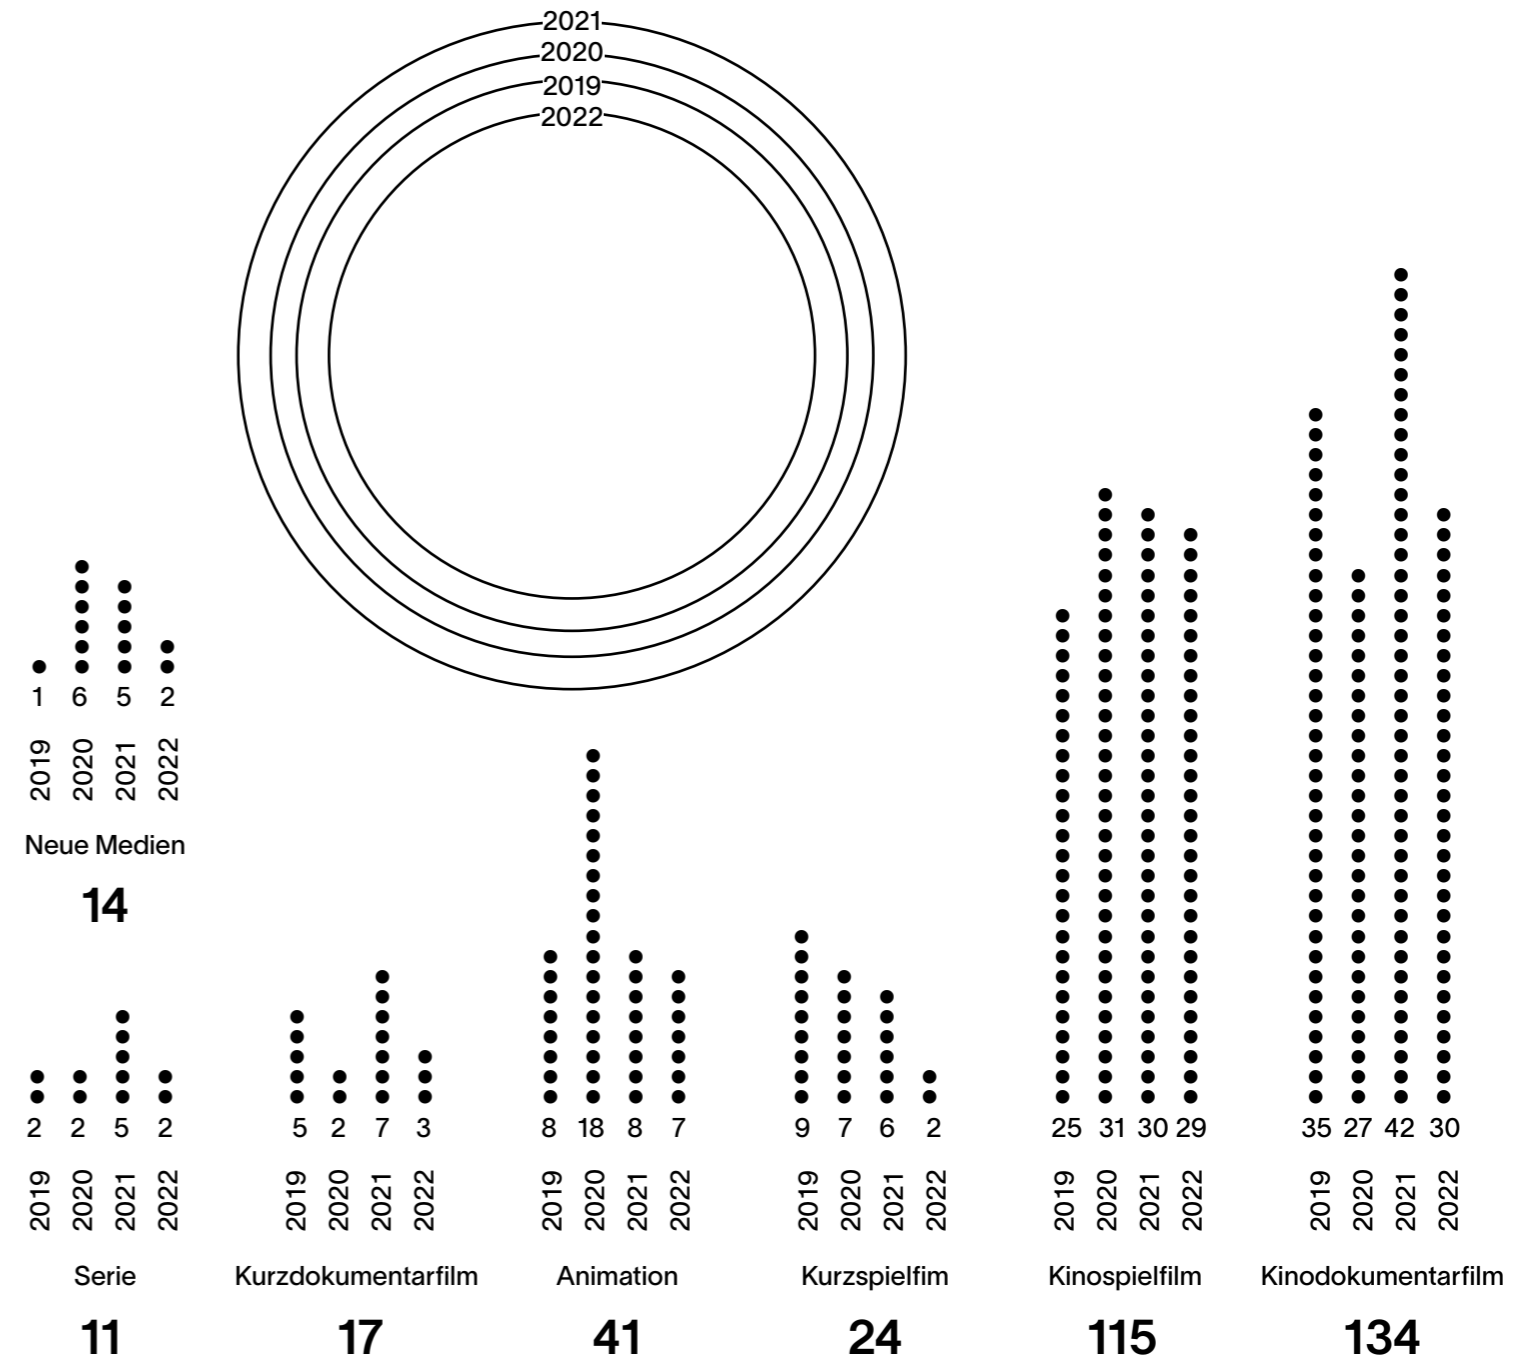 2021
2020
2019
2022
1 6 5 2
2019 2020 2021 2022
Neue Medien
14
2 2 5 2
2019 2020 2021 2022
Serie
11
5 2 7 3
2019 2020 2021 2022
Kurzdokumentarfilm
17
8 18 8 7
2019 2020 2021 2022
Animation
41
9 7 6 2
2019 2020 2021 2022
Kurzspielfim
24
25 31 30 29
2019 2020 2021 2022
Kinospielfilm
115
35 27 42 30
2019 2020 2021 2022
Kinodokumentarfilm
134